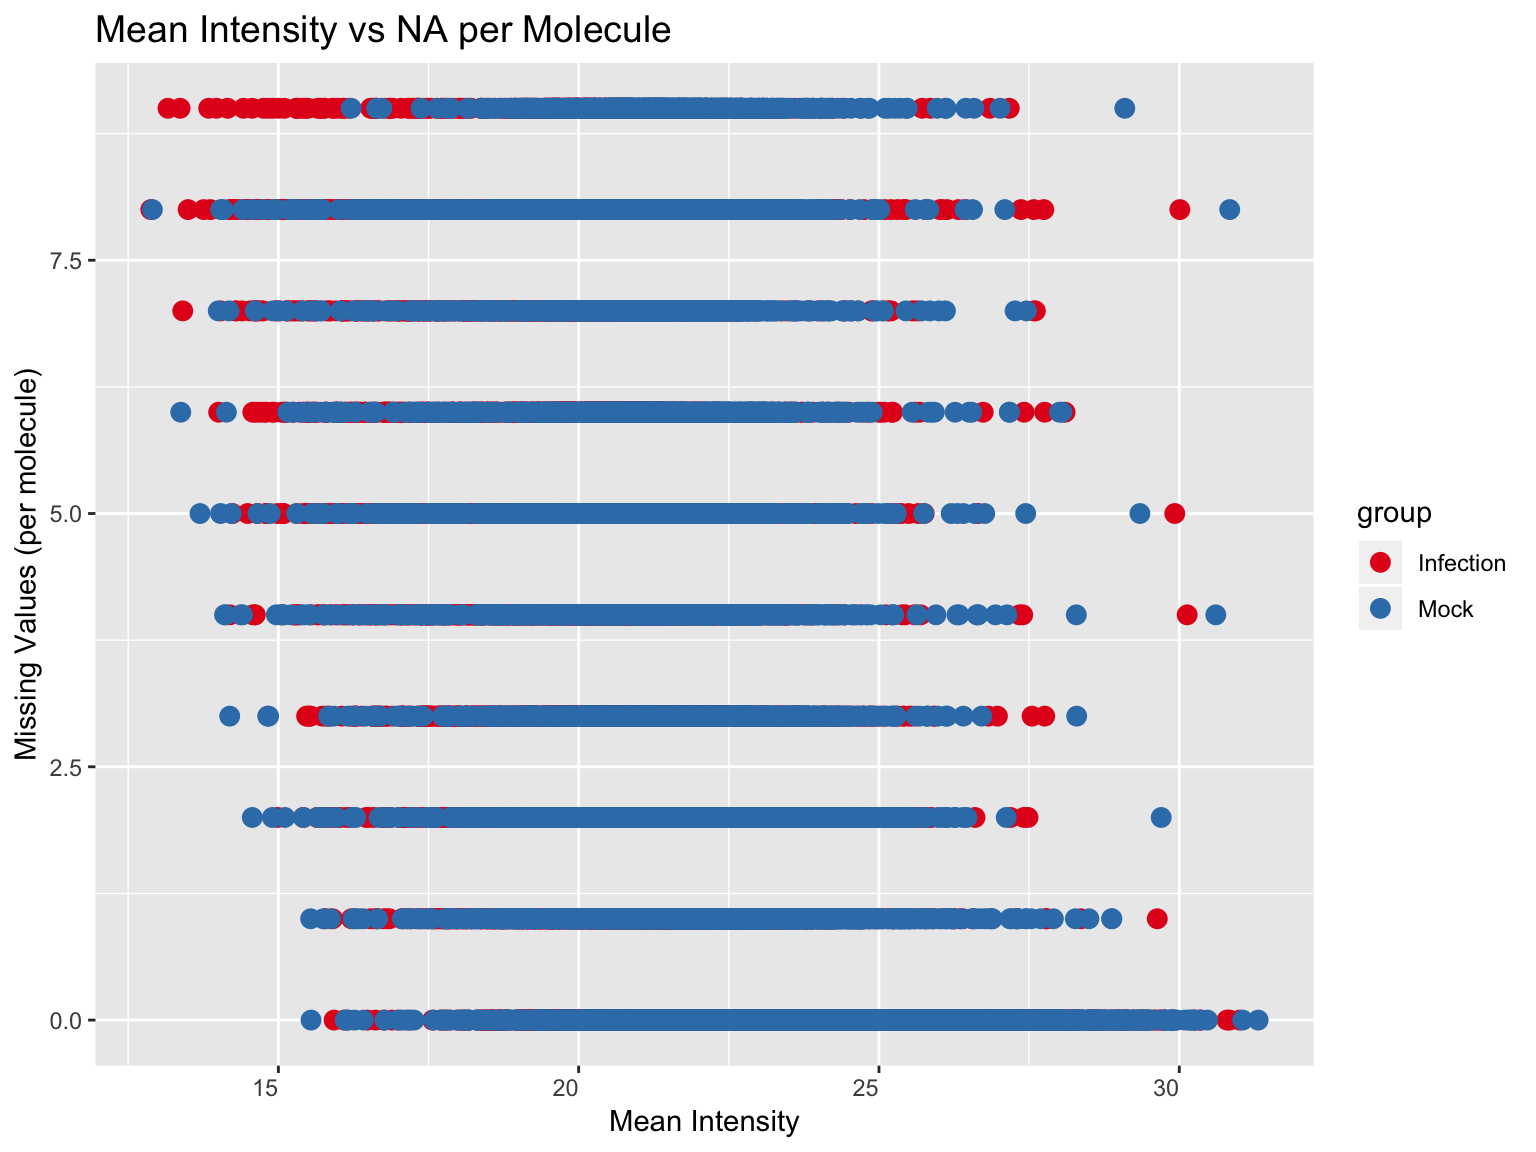 Mean Intensity vs NA per Molecule
Missing Values (per molecule)
7.5
5.0
2.5
0.0
15
20
25
30
Mean Intensity
group
Infection
Mock